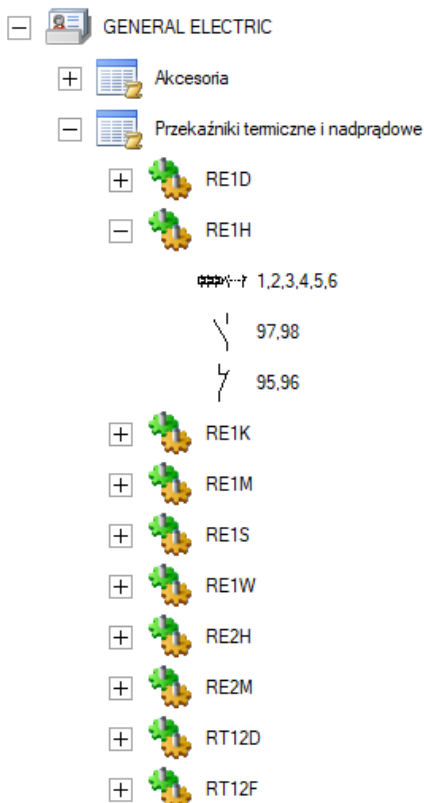 GENERAL ELECTRIC
Akcesoria
Przekaźniki termiczne i nadprądowe
RE1D
RE1H
1,2,3,4,5,6
97,98
95,96
RE1K
RE1M
RE1S
RE1W
RE2H
RE2M
RT12D
RT12F